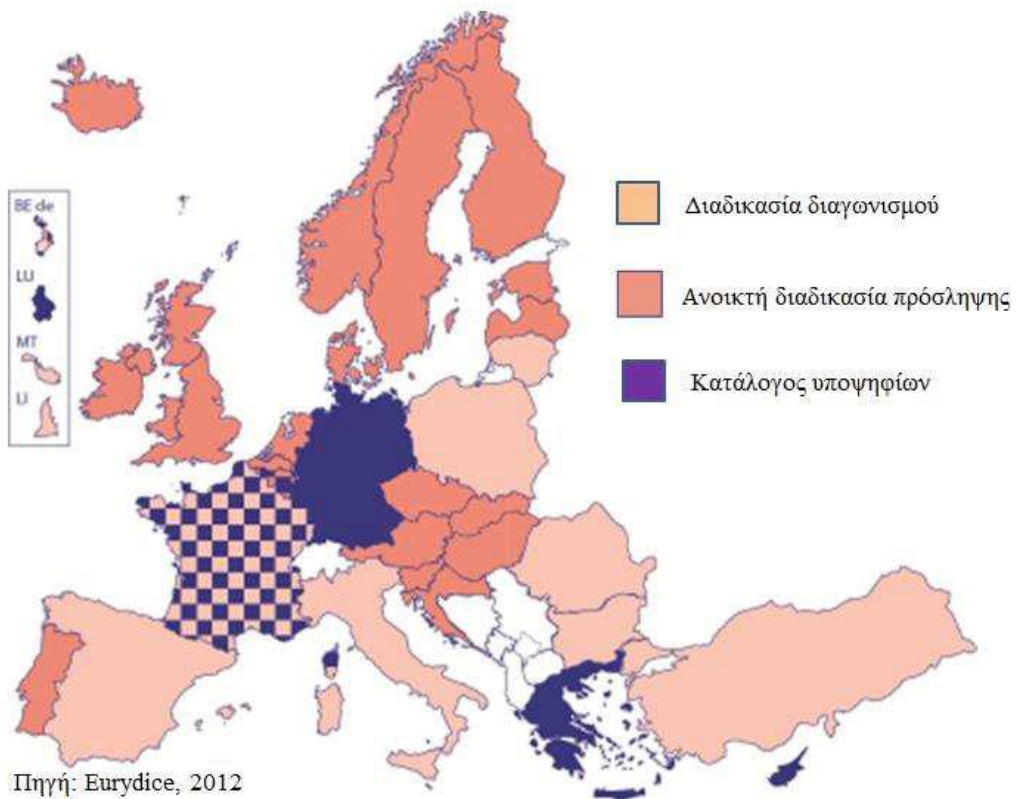 BE de
LU
MT
LI
Διαδικασία διαγωνισμού
Ανοικτή διαδικασία πρόσληψης
Κατάλογος υποψηφίων
Πηγή: Eurydice, 2012